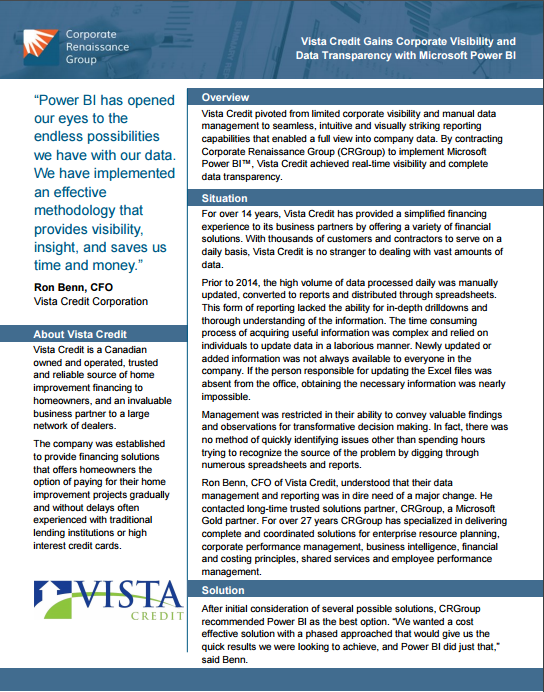 Corporate
Renaissance
Group
Vista Credit Gains Corporate Visibility and
Data Transparency with Microsoft Power BI
“Power BI has opened
our eyes to the
endless possibilities
we have with our data.
We have implemented
an effective
methodology that
provides visibility,
insight, and saves us
time and money.”
Ron Benn, CFO
Vista Credit Corporation
About Vista Credit
Vista Credit is a Canadian
owned and operated, trusted
and reliable source of home
improvement financing to
homeowners, and an invaluable
business partner to a large
network of dealers.
The company was established
to provide financing solutions
that offers homeowners the
option of paying for their home
improvement projects gradually
and without delays often
experienced with traditional
lending institutions or high
interest credit cards.
VISTA
CREDIT
Overview
Vista Credit pivoted from limited corporate visibility and manual data
management to seamless, intuitive and visually striking reporting
capabilities that enabled a full view into company data. By contracting
Corporate Renaissance Group (CRGroup) to implement Microsoft
Power BI™, Vista Credit achieved real-time visibility and complete
data transparency.
Situation
For over 14 years, Vista Credit has provided a simplified financing
experience to its business partners by offering a variety of financial
solutions. With thousands of customers and contractors to serve on a
daily basis, Vista Credit is no stranger to dealing with vast amounts of
data.
Prior to 2014, the high volume of data processed daily was manually
updated, converted to reports and distributed through spreadsheets.
This form of reporting lacked the ability for in-depth drilldowns and
thorough understanding of the information. The time consuming
process of acquiring useful information was complex and relied on
individuals to update data in a laborious manner. Newly updated or
added information was not always available to everyone in the
company. If the person responsible for updating the Excel files was
absent from the office, obtaining the necessary information was nearly
impossible.
Management was restricted in their ability to convey valuable findings
and observations for transformative decision making. In fact, there was
no method of quickly identifying issues other than spending hours
trying to recognize the source of the problem by digging through
numerous spreadsheets and reports.
Ron Benn, CFO of Vista Credit, understood that their data
management and reporting was in dire need of a major change. He
contacted long-time trusted solutions partner, CRGroup, a Microsoft
Gold partner. For over 27 years CRGroup has specialized in delivering
complete and coordinated solutions for enterprise resource planning,
corporate performance management, business intelligence, financial
and costing principles, shared services and employee performance
management.
Solution
After initial consideration of several possible solutions, CRGroup
recommended Power BI as the best option. “We wanted a cost
effective solution with a phased approached that would give us the
quick results we were looking to achieve, and Power BI did just that,”
said Benn.